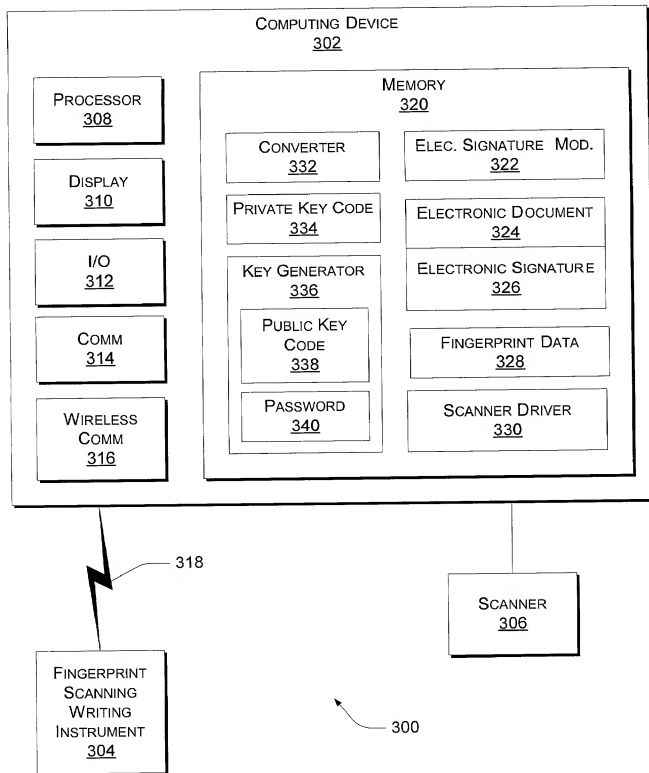 COMPUTING DEVICE
302
PROCESSOR
308
DISPLAY
310
I/O
312
COMM
314
WIRELESS
COMM
316
MEMORY
320
CONVERTER
332
PRIVATE KEY CODE
334
KEY GENERATOR
336
PUBLIC KEY
CODE
338
PASSWORD
340
ELEC. SIGNATURE MOD.
322
ELECTRONIC DOCUMENT
324
ELECTRONIC SIGNATURE
326
FINGERPRINT DATA
328
SCANNER DRIVER
330
318
SCANNER
306
FINGERPRINT
SCANNING
WRITING
INSTRUMENT
304
300